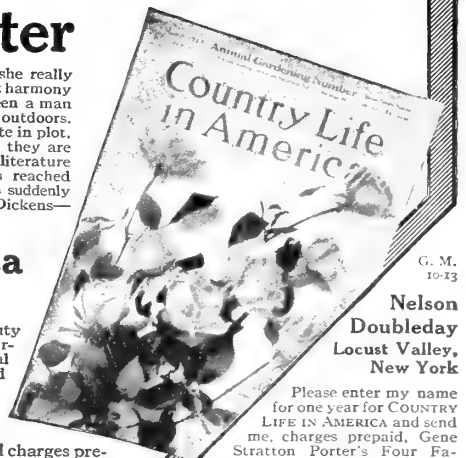 ter
she really
harmony
een a man
outdoors.
te in plot,
they are
literature
reached
suddenly
Dickens—
a
uty
r-
al
d
l charges pre-
Annual Gardening Number
Country Life
in America
G. M.
10-13
Nelson
Doubleday
Locust Valley,
New York
Please enter my name
for one year for COUNTRY
LIFE IN AMERICA and send
me, charges prepaid, Gene
Stratton Porter's Four Fa-